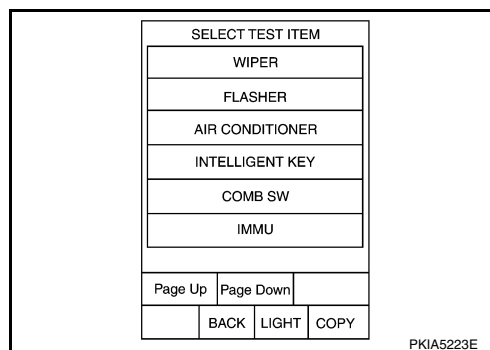 SELECT TEST ITEM
WIPER
FLASHER
AIR CONDITIONER
INTELLIGENT KEY
COMB SW
IMMU
Page Up Page Down
BACK LIGHT COPY
PKIA5223E